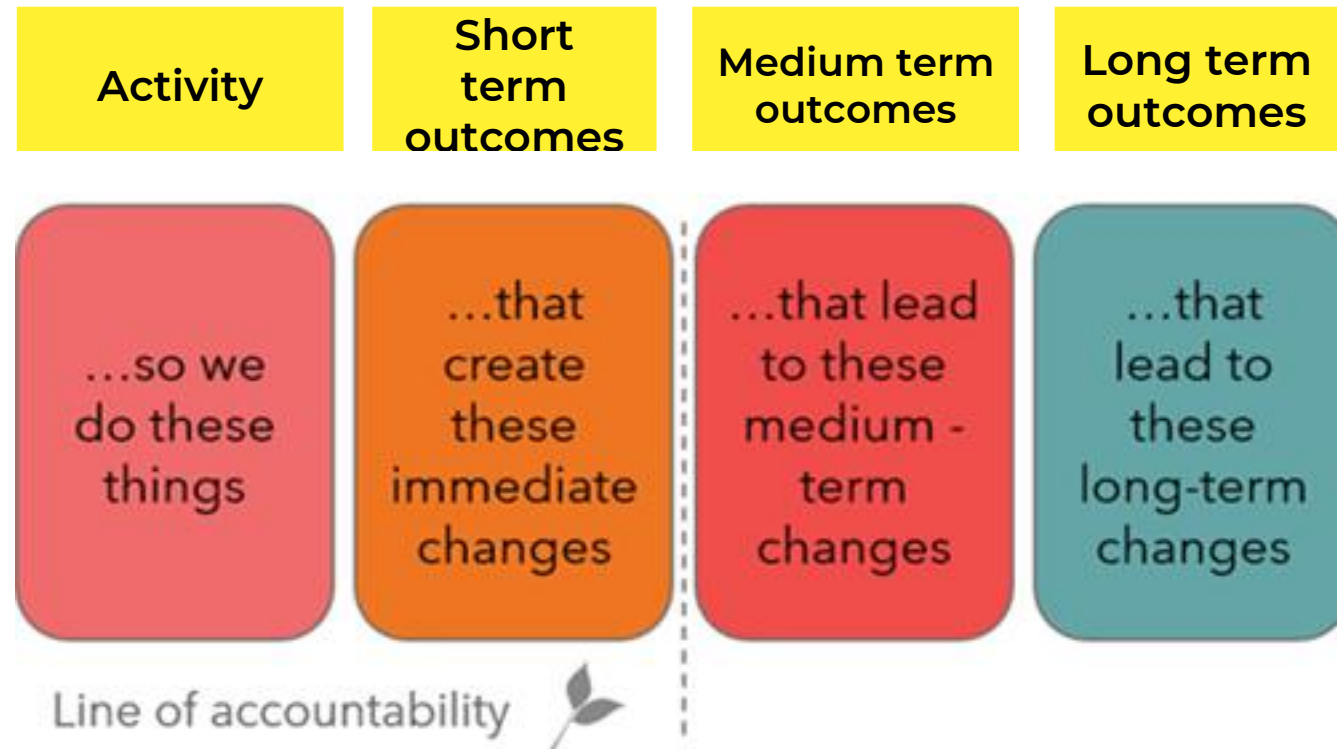 Activity
Short
term
outcomes
Medium term
outcomes
Long term
outcomes
…so we
do these
things
…that
create
these
immediate
changes
…that lead
to these
medium -
term
changes
…that
lead to
these
long-term
changes
Line of accountability